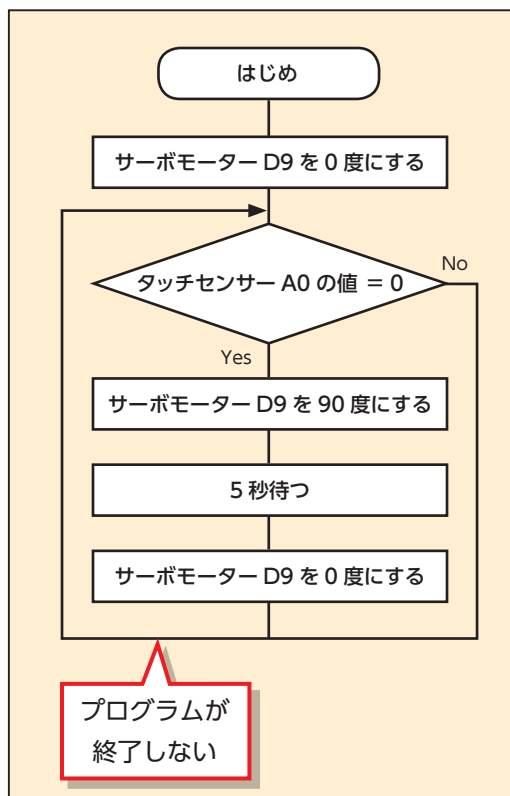 はじめ
サーボモーター D9 を 0 度にする
タッチセンサー A0 の値 = 0
No
Yes
サーボモーター D9 を 90 度にする
5 秒待つ
サーボモーター D9 を 0 度にする
プログラムが
終了しない